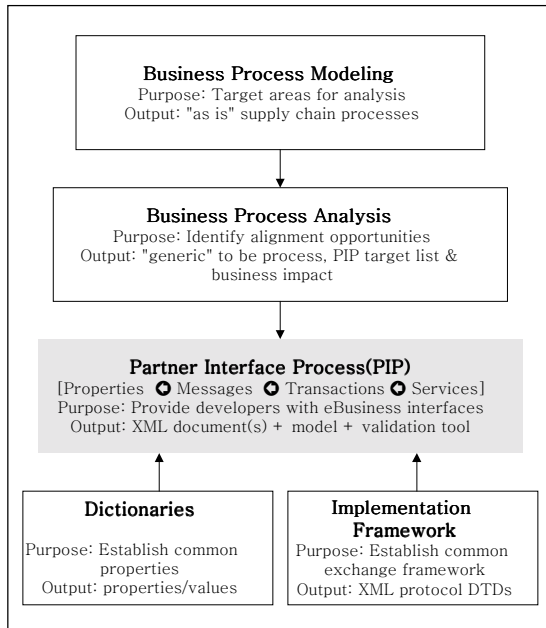 Business Process Modeling
Purpose: Target areas for analysis
Output: "as is" supply chain processes
Business Process Analysis
Purpose: Identify alignment opportunities
Output: "generic" to be process, PIP target list &
business impact
Partner Interface Process(PIP)
[Properties ➲ Messages ➲ Transactions ➲ Services]
Purpose: Provide developers with eBusiness interfaces
Output: XML document(s) + model + validation tool
Dictionaries
Purpose: Establish common
properties
Output: properties/values
Implementation
Framework
Purpose: Establish common
exchange framework
Output: XML protocol DTDs